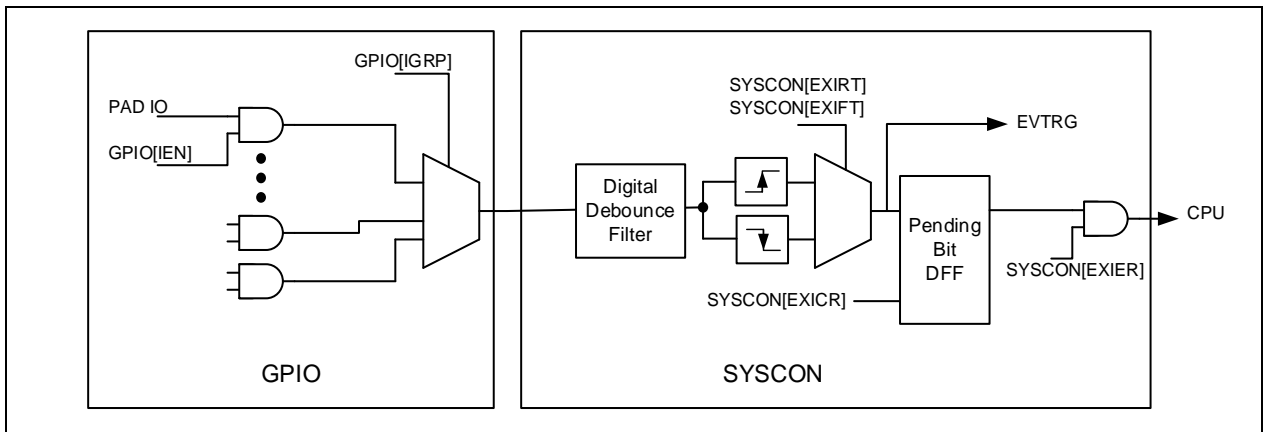 GPIO[IGRP]
PAD IO
GPIO[IEN]
GPIO
SYSCON[EXIRT]
SYSCON[EXIFT]
EVTRG
Digital
Debounce
Filter
Pending
Bit
DFF
CPU
SYSCON[EXIER]
SYSCON[EXICR]
SYSCON